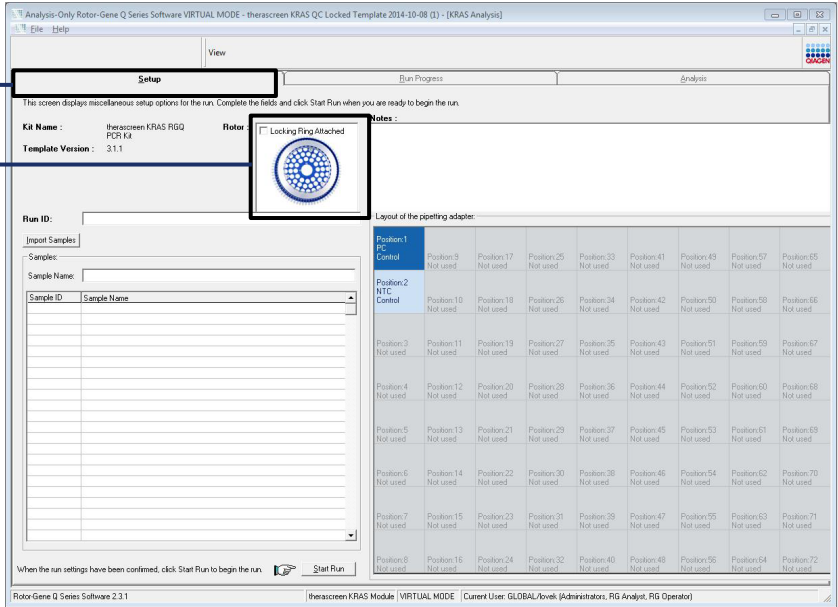 Analysis-Only Rotor-Gene Q Series Software VIRTUAL MODE - therascreen KRAS QC Locked Template 2014-10-08 (1) - [KRAS Analysis]
File Help
View
QIAGEN
Setup Run Progress Analysis
This screen displays miscellaneous setup options for the run. Complete the fields and click Start Run when you are ready to begin the run.
Kit Name : therascreen KRAS RGQ PCR Kit
Rotor :
Locking Ring Attached
Notes :
Template Version : 3.1.1
Run ID:
Import Samples
Samples:
Sample Name:
Sample ID Sample Name
When the run settings have been confirmed, click Start Run to begin the run. Start Run
Layout of the pipetting adapter:
Position:1 PC Control Position:9 Not used Position:17 Not used Position:25 Not used Position:33 Not used Position:41 Not used Position:49 Not used Position:57 Not used Position:65 Not used
Position:2 NTC Control Position:10 Not used Position:18 Not used Position:26 Not used Position:34 Not used Position:42 Not used Position:50 Not used Position:58 Not used Position:66 Not used
Position:3 Not used Position:11 Not used Position:19 Not used Position:27 Not used Position:35 Not used Position:43 Not used Position:51 Not used Position:59 Not used Position:67 Not used
Position:4 Not used Position:12 Not used Position:20 Not used Position:28 Not used Position:36 Not used Position:44 Not used Position:52 Not used Position:60 Not used Position:68 Not used
Position:5 Not used Position:13 Not used Position:21 Not used Position:29 Not used Position:37 Not used Position:45 Not used Position:53 Not used Position:61 Not used Position:69 Not used
Position:6 Not used Position:14 Not used Position:22 Not used Position:30 Not used Position:38 Not used Position:46 Not used Position:54 Not used Position:62 Not used Position:70 Not used
Position:7 Not used Position:15 Not used Position:23 Not used Position:31 Not used Position:39 Not used Position:47 Not used Position:55 Not used Position:63 Not used Position:71 Not used
Position:8 Not used Position:16 Not used Position:24 Not used Position:32 Not used Position:40 Not used Position:48 Not used Position:56 Not used Position:64 Not used Position:72 Not used
Rotor-Gene Q Series Software 2.3.1 therascreen KRAS Module VIRTUAL MODE Current User: GLOBAL/lovek (Administrators, RG Analyst, RG Operator)